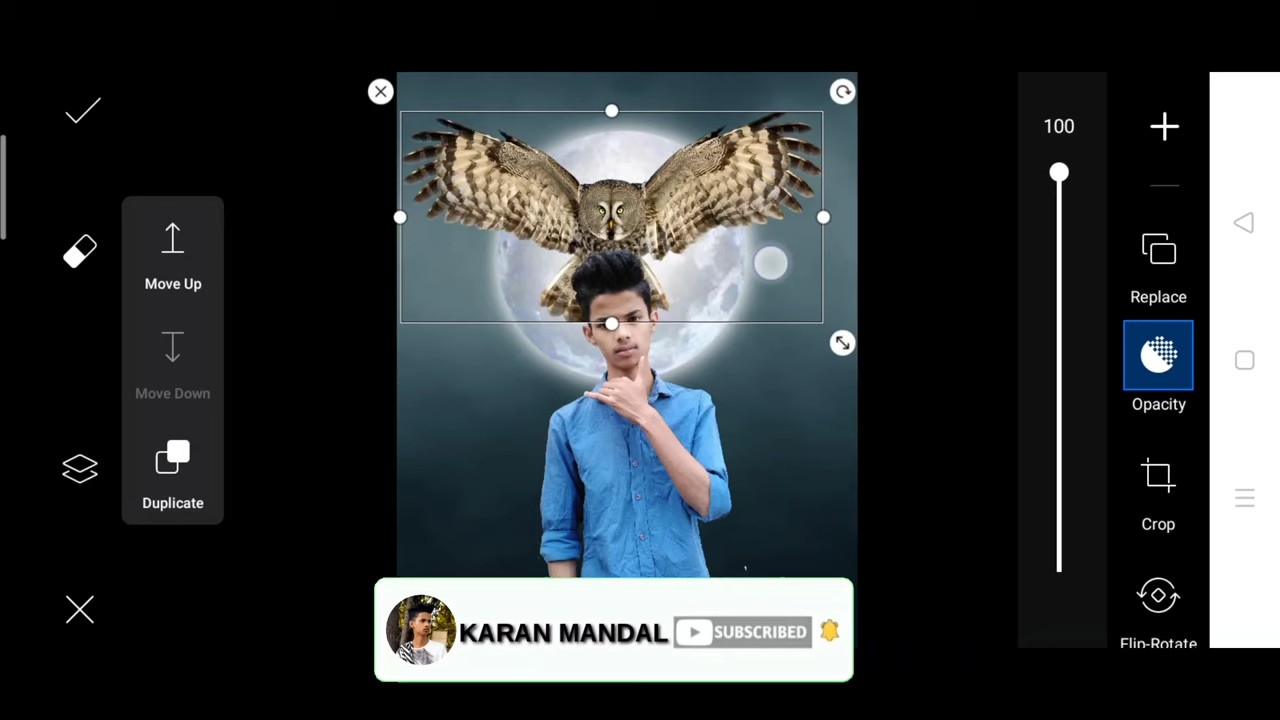 100
Move Up
Replace
Move Down
Opacity
Duplicate
Crop
KARAN MANDAL
SUBSCRIBED
Flip-Rotate